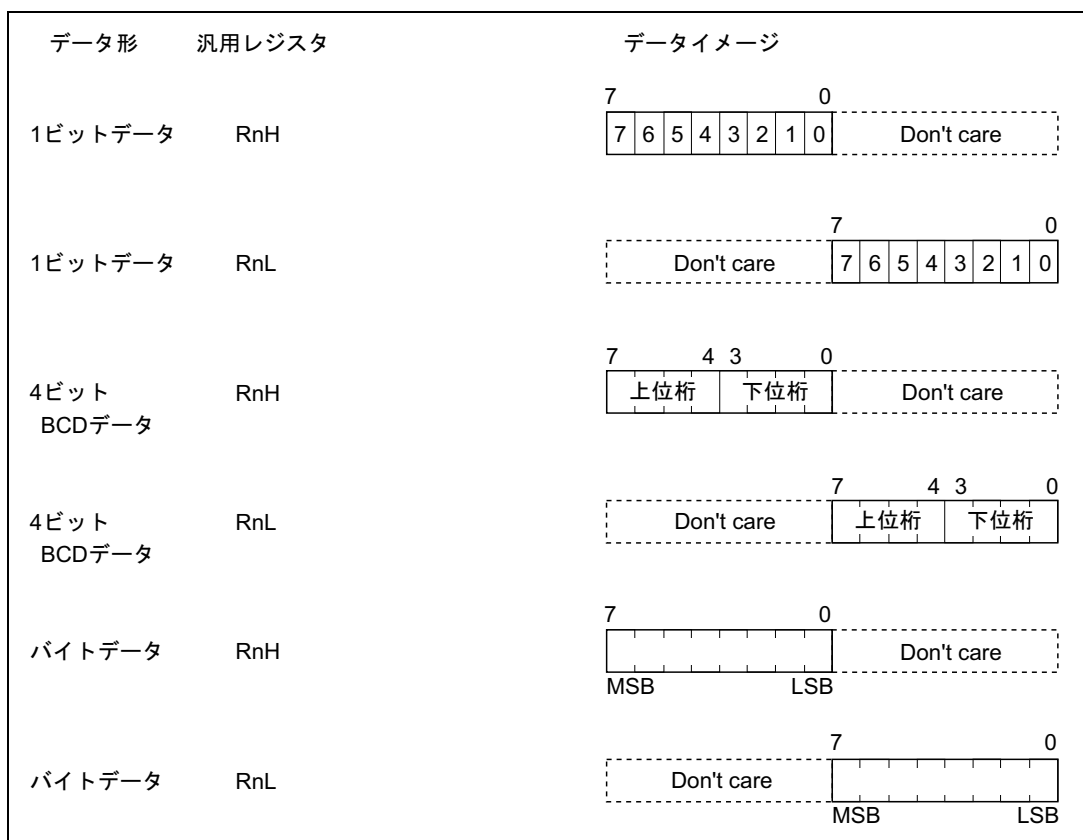 データ形 汎用レジスタ データイメージ
7 0
1ビットデータ RnH 7 6 5 4 3 2 1 0 Don't care
7 0
1ビットデータ RnL Don't care 7 6 5 4 3 2 1 0
7 4 3 0
4ビット RnH 上位桁 下位桁 Don't care
BCDデータ
7 4 3 0
4ビット RnL Don't care 上位桁 下位桁
BCDデータ
7 0
バイトデータ RnH Don't care
MSB LSB
7 0
バイトデータ RnL Don't care
MSB LSB